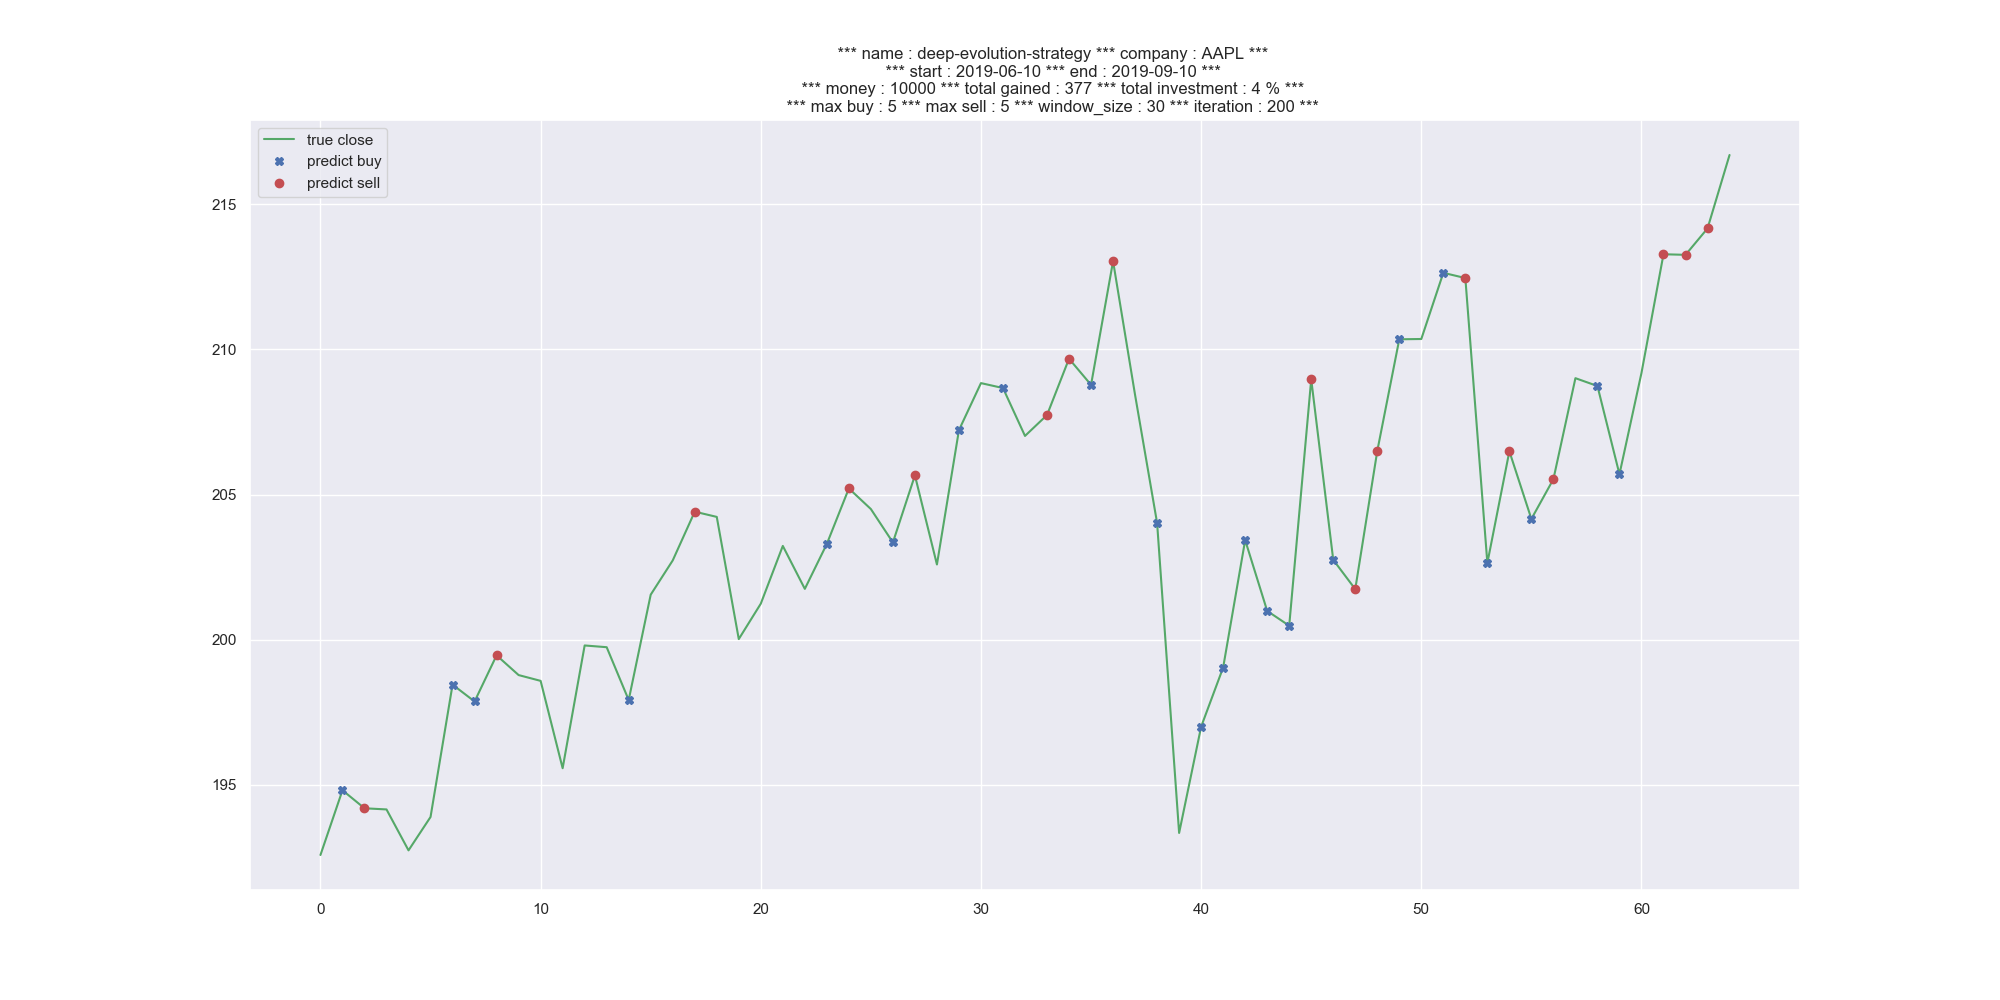 *** name : deep-evolution-strategy *** company : AAPL ***
*** start : 2019-06-10 *** end : 2019-09-10 ***
*** money : 10000 *** total gained : 377 *** total investment : 4 % ***
*** max buy : 5 *** max sell : 5 *** window_size : 30 *** iteration : 200 ***
true close
predict buy
predict sell
215
210
205
200
195
0 10 20 30 40 50 60